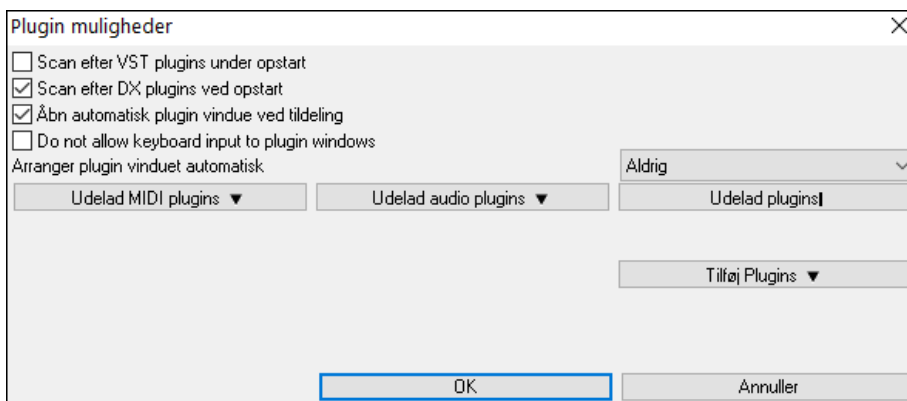 Plugin muligheder
Scan efter VST plugins under opstart
Scan efter DX plugins ved opstart
Åbn automatisk plugin vindue ved tildeling
Do not allow keyboard input to plugin windows
Arranger plugin vinduet automatisk Aldrig
Udelad MIDI plugins ▼ Udelad audio plugins ▼ Udelad plugins
Tilføj Plugins ▼
OK Annuller